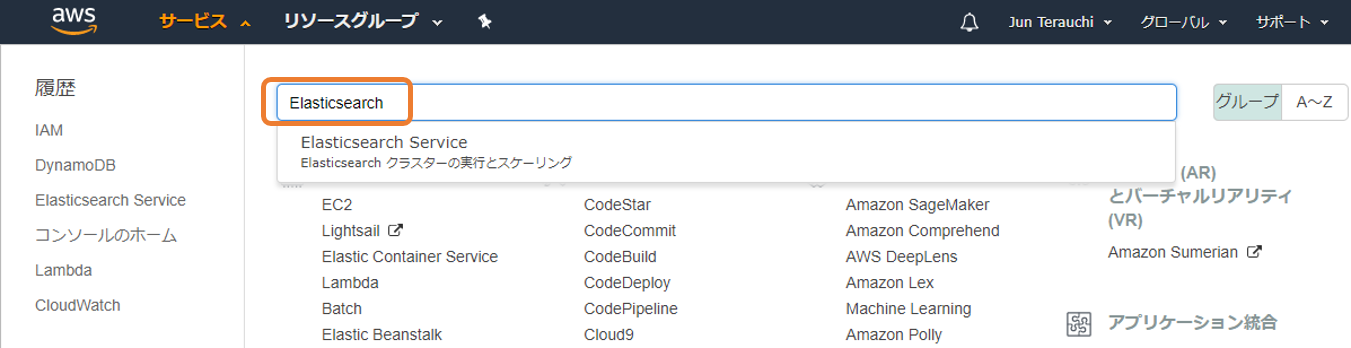 aws サービス リソースグループ Jun Terauchi グローバル サポート
履歴
IAM
DynamoDB
Elasticsearch Service
コンソールのホーム
Lambda
CloudWatch
Elasticsearch
グループ A～Z
Elasticsearch Service
Elasticsearch クラスターの実行とスケーリング
EC2
Lightsail
Elastic Container Service
Lambda
Batch
Elastic Beanstalk
CodeStar
CodeCommit
CodeBuild
CodeDeploy
CodePipeline
Cloud9
Amazon SageMaker
Amazon Comprehend
AWS DeepLens
Amazon Lex
Machine Learning
Amazon Polly
(AR)
とバーチャルリアリティ
(VR)
Amazon Sumerian
アプリケーション統合